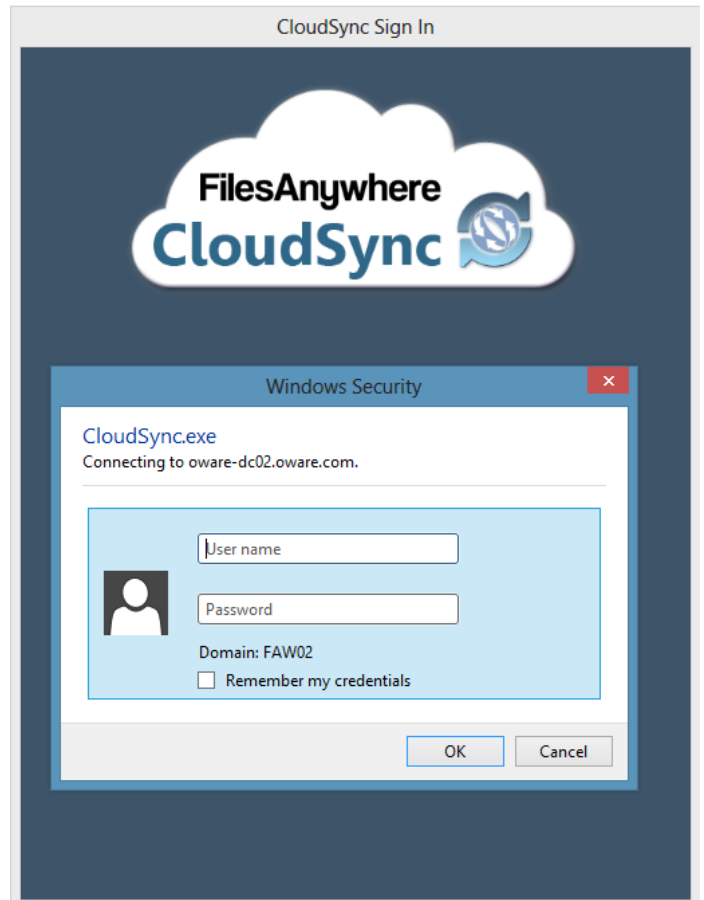 CloudSync Sign In
FilesAnywhere
CloudSync
Windows Security
CloudSync.exe
Connecting to oware-dc02.oware.com.
User name
Password
Domain: FAW02
Remember my credentials
OK
Cancel